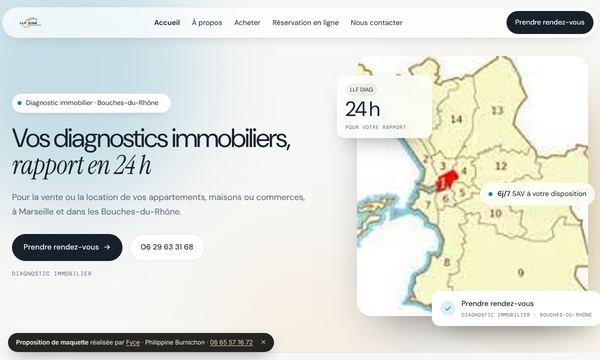 LLF DIAG
Accueil
À propos
Acheter
Réservation en ligne
Nous contacter
Prendre rendez-vous
Diagnostic immobilier · Bouches-du-Rhône
Vos diagnostics immobiliers,
rapport en 24 h
Pour la vente ou la location de vos appartements, maisons ou commerces,
à Marseille et dans les Bouches-du-Rhône.
Prendre rendez-vous →
06 29 63 31 68
DIAGNOSTIC IMMOBILIER
LLF DIAG
24 h
POUR VOTRE RAPPORT
14
13
2
3
4
12
1
5
6
6j/7 SAV à votre disposition
10
8
9
Prendre rendez-vous
DIAGNOSTIC IMMOBILIER · BOUCHES-DU-RHÔNE
Proposition de maquette réalisée par Fyce · Philippine Burnichon · 06 65 57 16 72 ×